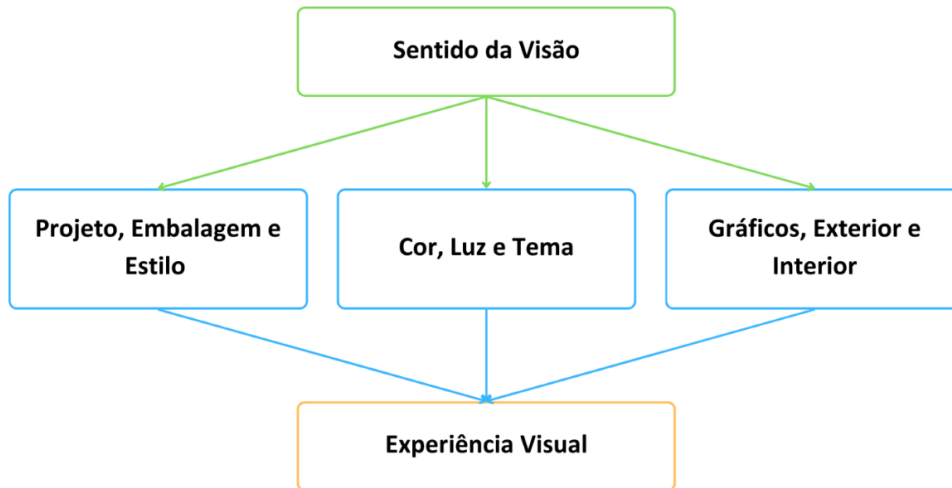 Sentido da Visão
Projeto, Embalagem e
Estilo
Cor, Luz e Tema
Gráficos, Exterior e
Interior
Experiência Visual